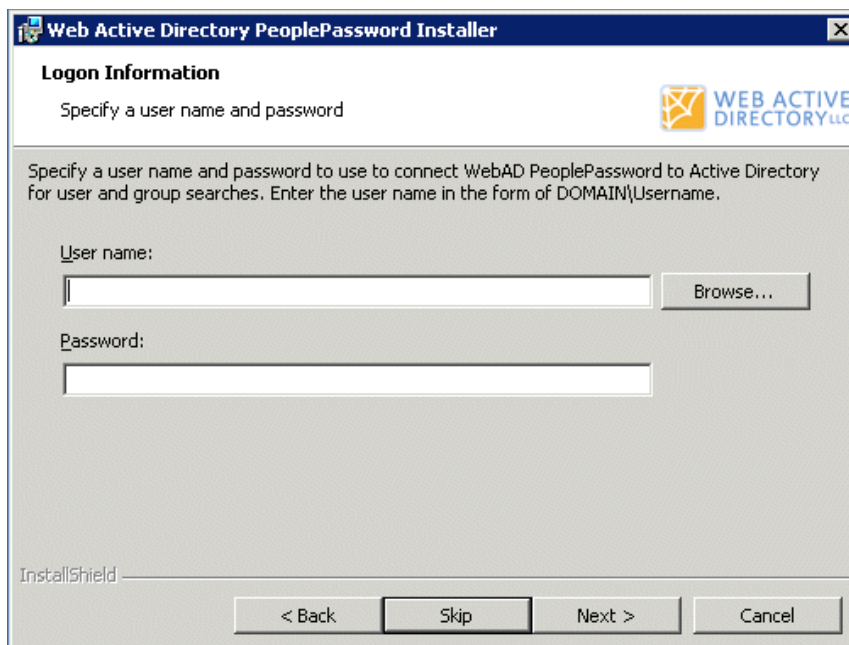 Web Active Directory PeoplePassword Installer
Logon Information
Specify a user name and password
WEB ACTIVE
DIRECTORY LLC
Specify a user name and password to use to connect WebAD PeoplePassword to Active Directory
for user and group searches. Enter the user name in the form of DOMAIN\Username.
User name:
Browse...
Password:
InstallShield
< Back
Skip
Next >
Cancel